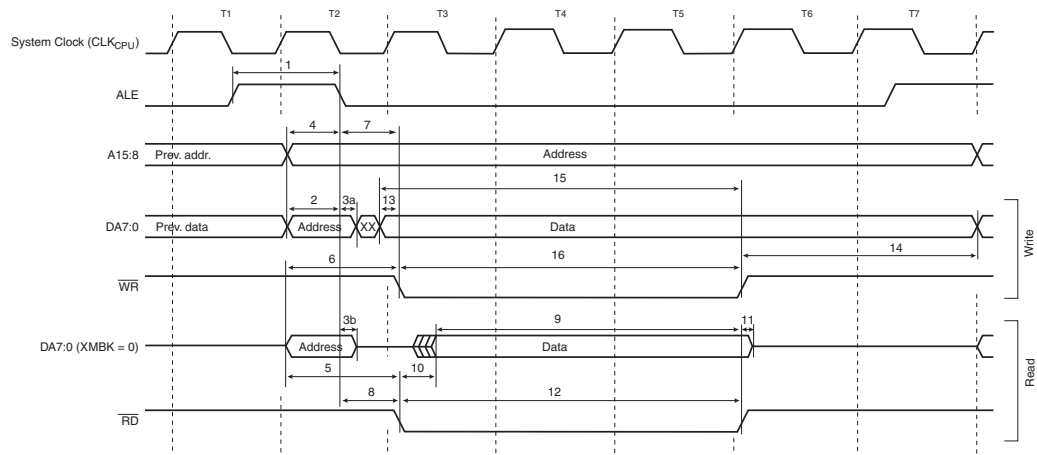 T1 T2 T3 T4 T5 T6 T7
System Clock (CLKCPU)
1
ALE
4 7
A15:8 Prev. addr. Address
15
2 3a 13
DA7:0 Prev. data Address XX Data
14
6 16
WR
Write
3b 9 11
DA7:0 (XMBK = 0) Address Data
5 10
8 12
RD
Read